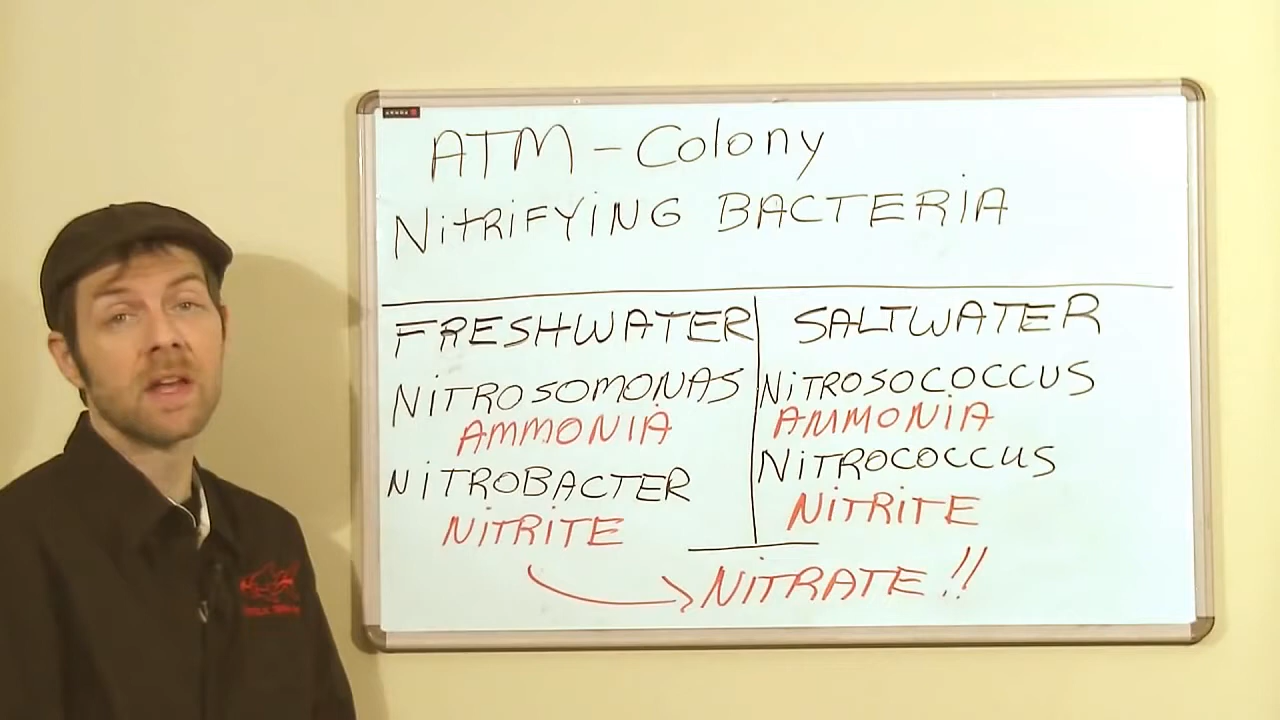 ATM - Colony
NiTRiFYiNG BACTERiA
FRESHWATER
NiTROSOMONAS
AMMONiA
NiTROBACTER
NiTRiTE
SALTWATER
NiTROSOCOCCUS
AMMONiA
NiTROCOCCUS
NiTRiTE
NiTRATE!!